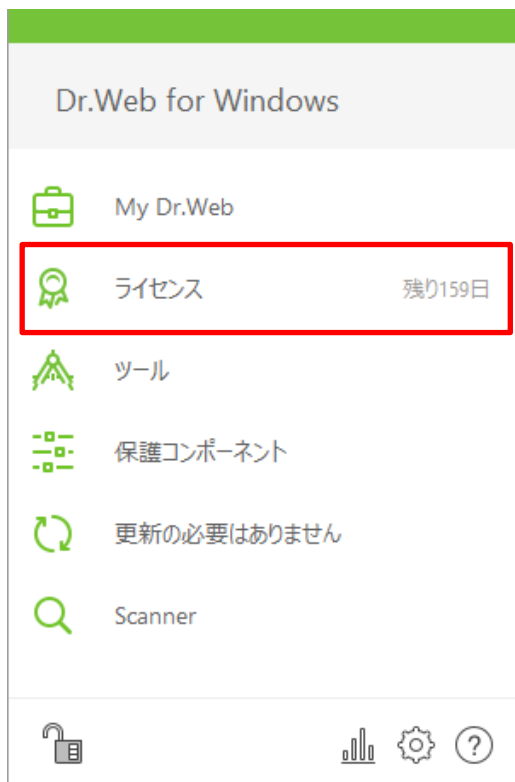 Dr.Web for Windows
My Dr.Web
ライセンス 残り159日
ツール
保護コンポーネント
更新の必要はありません
Scanner
?